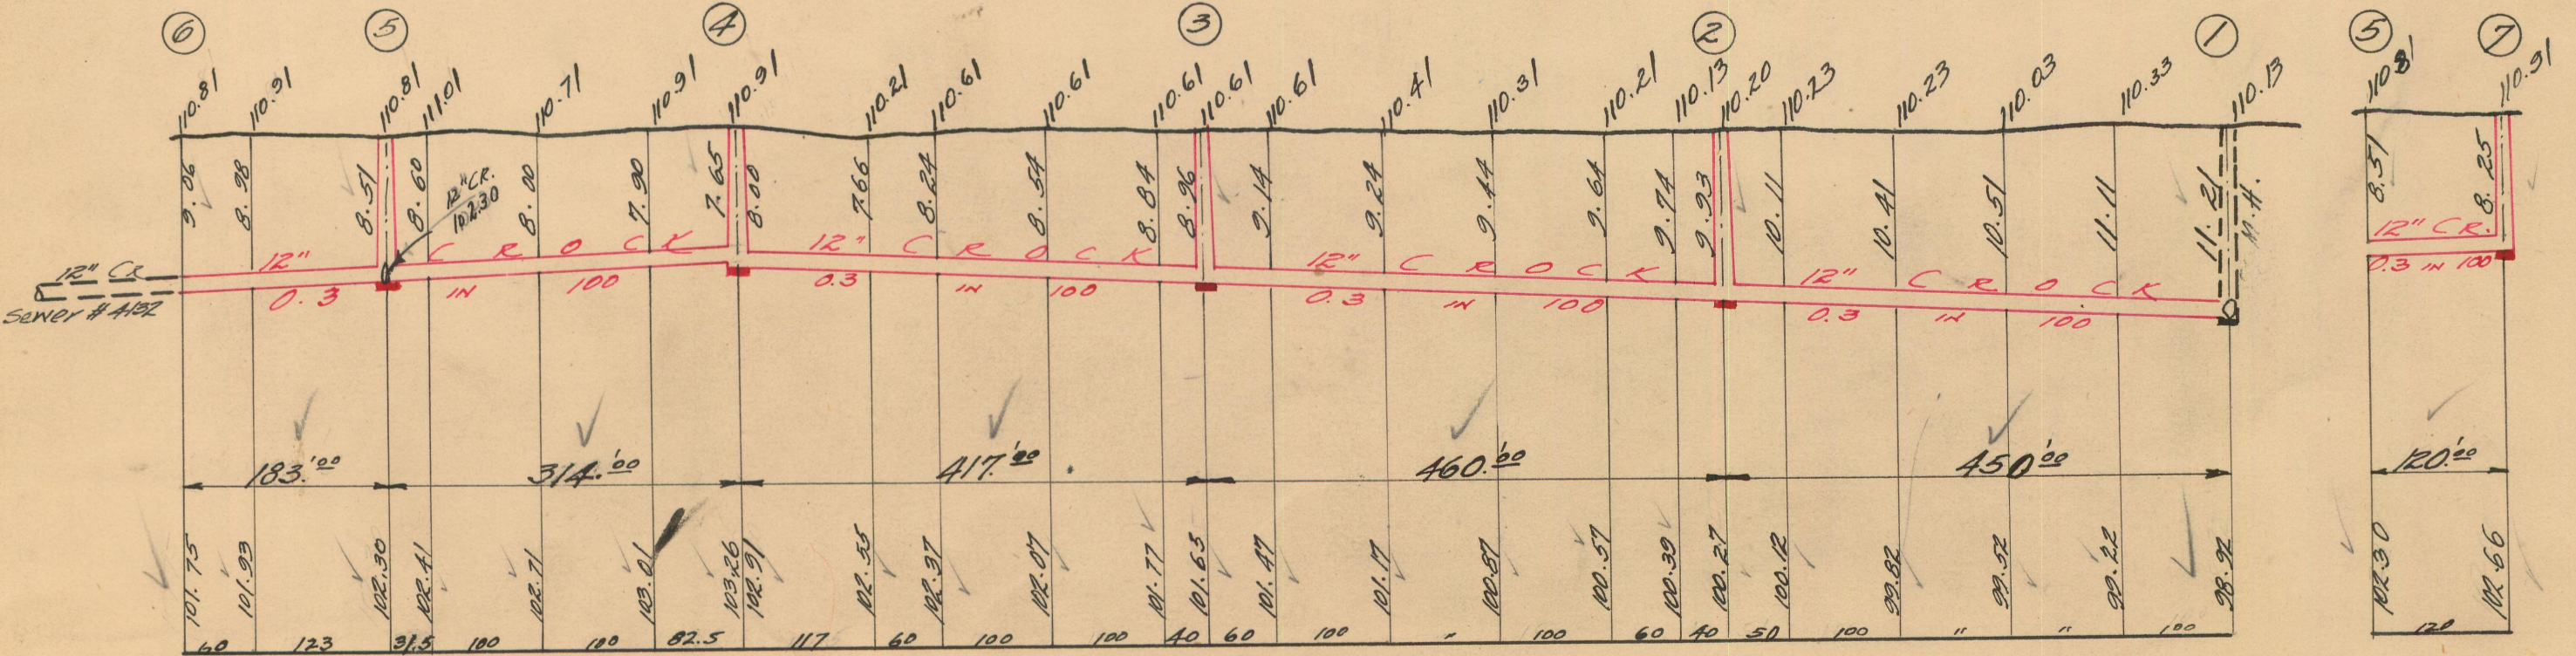 6 5 4 3 2 1 5 7
110.81 110.91 110.81 111.01 110.71 110.91 110.91 110.21 110.61 110.61 110.61 110.61 110.61 110.41 110.31 110.21 110.13 110.20 110.23 110.23 110.03 110.33 110.13 110.81 110.91
9.06 8.98 8.51 8.60 8.00 7.90 7.65 8.00 7.66 8.24 8.54 8.84 8.96 9.14 9.24 9.44 9.64 9.74 9.93 10.11 10.41 10.51 11.11 11.21 M.H. 8.51 8.25
12" CR.
102.30
12" CROCK 12" CROCK 12" CROCK 12" CROCK 12" CR.
12" CR
0.3 IN 100 0.3 IN 100 0.3 IN 100 0.3 IN 100 0.3 IN 100
Sewer # 4132
183.'00 314.'00 417.'00 460.'00 450'00 120.'00
101.75 101.93 102.30 102.41 102.71 103.01 103.26 102.91 102.55 102.37 102.07 101.77 101.65 101.47 101.17 100.87 100.57 100.39 100.27 100.12 99.82 99.52 99.22 98.92 102.30 102.66
60 123 31.5 100 100 82.5 117 60 100 100 40 60 100 " 100 60 40 50 100 " " 100 120